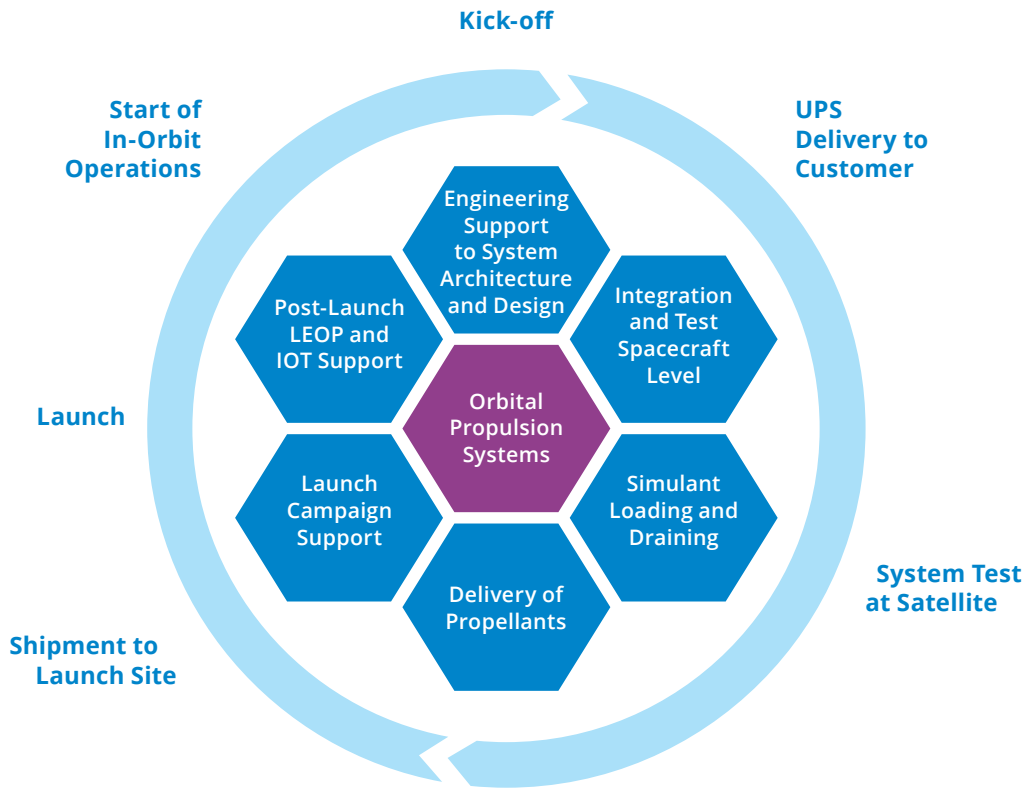 Kick-off
UPS
Delivery to
Customer
System Test
at Satellite
Shipment to
Launch Site
Launch
Start of
In-Orbit
Operations
Engineering
Support
to System
Architecture
and Design
Integration
and Test
Spacecraft
Level
Simulant
Loading and
Draining
Delivery of
Propellants
Launch
Campaign
Support
Post-Launch
LEOP and
IOT Support
Orbital
Propulsion
Systems